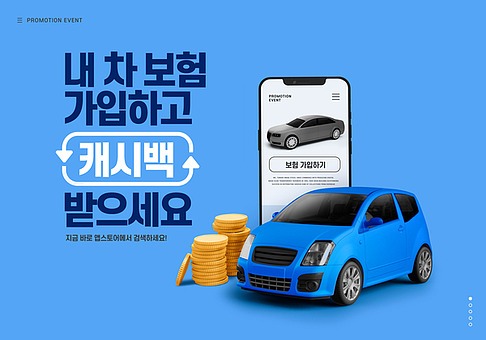 PROMOTION EVENT
내 차 보험
가입하고
캐시백
받으세요
지금 바로 앱스토어에서 검색하세요!
PROMOTION
EVENT
보험 가입하기